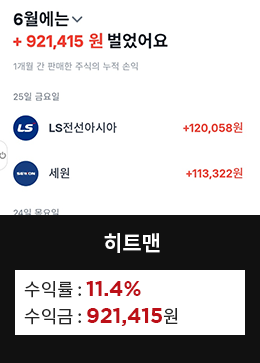 6월에는
+ 921,415 원 벌었어요
1개월 간 판매한 주식의 누적 손익
25일 금요일
LS LS전선아시아 +120,058원
SEWON 세원 +113,322원
24일 목요일
히트맨
수익률 : 11.4%
수익금 : 921,415원